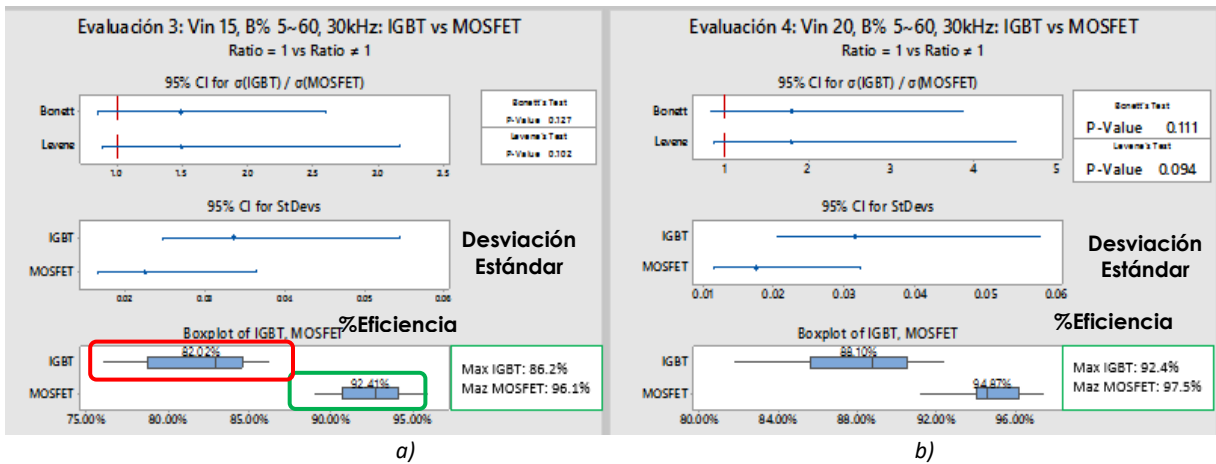 Evaluación 3: Vin 15, B% 5~60, 30kHz: IGBT vs MOSFET
Ratio = 1 vs Ratio ≠ 1
95% CI for σ(IGBT) / σ(MOSFET)
Bonett
Levene
1.0 1.5 2.0 2.5 3.0 3.5
Bonett's Test
P-Value 0.127
Levene's Test
P-Value 0.102
95% CI for StDevs
IGBT
MOSFET
0.02 0.03 0.04 0.05 0.06
Desviación
Estándar
%Eficiencia
Boxplot of IGBT, MOSFET
IGBT
82.02%
MOSFET
92.41%
75.00% 80.00% 85.00% 90.00% 95.00%
Max IGBT: 86.2%
Maz MOSFET: 96.1%
a)
Evaluación 4: Vin 20, B% 5~60, 30kHz: IGBT vs MOSFET
Ratio = 1 vs Ratio ≠ 1
95% CI for σ(IGBT) / σ(MOSFET)
Bonett
Levene
1 2 3 4 5
Bonett's Test
P-Value 0.111
Levene's Test
P-Value 0.094
95% CI for StDevs
IGBT
MOSFET
0.01 0.02 0.03 0.04 0.05 0.06
Desviación
Estándar
%Eficiencia
Boxplot of IGBT, MOSFET
IGBT
88.10%
MOSFET
94.87%
80.00% 84.00% 88.00% 92.00% 96.00%
Max IGBT: 92.4%
Maz MOSFET: 97.5%
b)